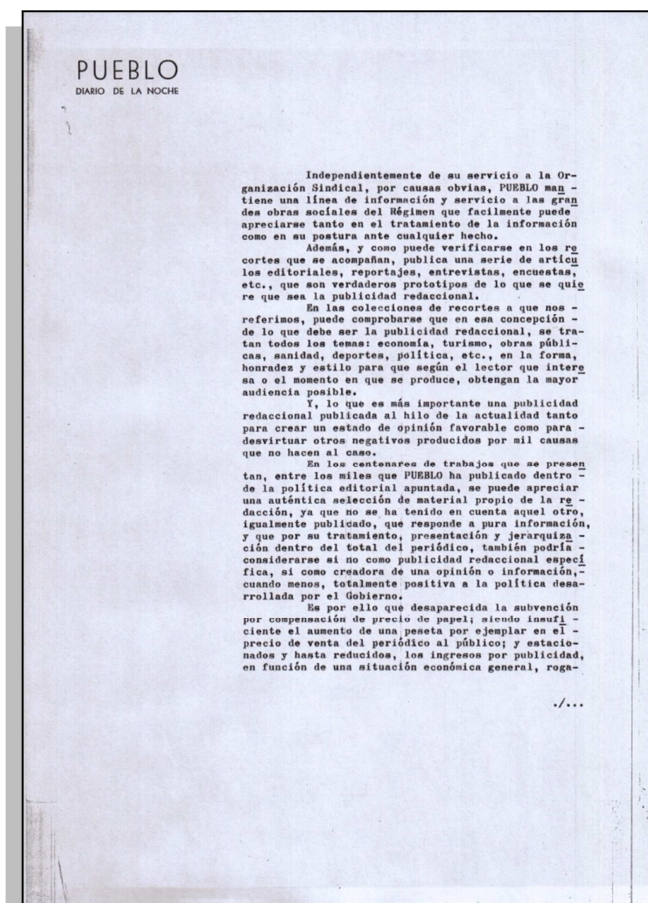 PUEBLO
DIARIO DE LA NOCHE
Independientemente de su servicio a la Or-
ganización Sindical, por causas obvias, PUEBLO man -
tiene una línea de información y servicio a las gran
des obras sociales del Régimen que facilmente puede
apreciarse tanto en el tratamiento de la información
como en su postura ante cualquier hecho.
Además, y como puede verificarse en los re
cortes que se acompañan, publica una serie de artícu
los editoriales, reportajes, entrevistas, encuestas,
etc., que son verdaderos prototipos de lo que se quie
re que sea la publicidad redaccional.
En las colecciones de recortes a que nos -
referimos, puede comprobarse que en esa concepción -
de lo que debe ser la publicidad redaccional, se tra-
tan todos los temas: economía, turismo, obras públi-
cas, sanidad, deportes, política, etc., en la forma,
honradez y estilo para que según el lector que intere
sa o el momento en que se produce, obtengan la mayor
audiencia posible.
Y, lo que es más importante una publicidad
redaccional publicada al hilo de la actualidad tanto
para crear un estado de opinión favorable como para -
desvirtuar otros negativos producidos por mil causas
que no hacen al caso.
En los centenares de trabajos que se presen
tan, entre los miles que PUEBLO ha publicado dentro -
de la política editorial apuntada, se puede apreciar
una auténtica selección de material propio de la re -
dacción, ya que no se ha tenido en cuenta aquel otro,
igualmente publicado, que responde a pura información,
y que por su tratamiento, presentación y jerarquiza -
ción dentro del total del periódico, también podría -
considerarse si no como publicidad redaccional especí
fica, si como creadora de una opinión o información,-
cuando menos, totalmente positiva a la política desa-
rrollada por el Gobierno.
Es por ello que desaparecida la subvención
por compensación de precio de papel; siendo insufi -
ciente el aumento de una peseta por ejemplar en el -
precio de venta del periódico al público; y estacio-
nados y hasta reducidos, los ingresos por publicidad,
en función de una situación económica general, roga-
./...